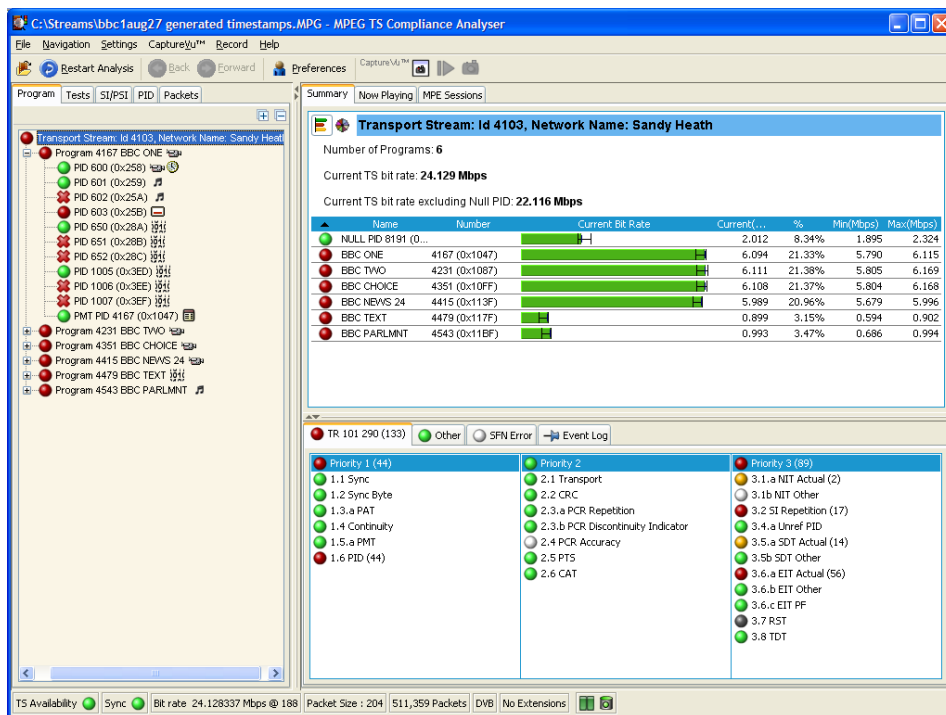 C:\Streams\bbc1aug27 generated timestamps.MPG - MPEG TS Compliance Analyser
File Navigation Settings CaptureVu™ Record Help
Restart Analysis Back Forward Preferences CaptureVu™
Program Tests SI/PSI PID Packets
Transport Stream: Id 4103, Network Name: Sandy Heat
Program 4167 BBC ONE
PID 600 (0x258)
PID 601 (0x259)
PID 602 (0x25A)
PID 603 (0x25B)
PID 650 (0x28A)
PID 651 (0x28B)
PID 652 (0x28C)
PID 1005 (0x3ED)
PID 1006 (0x3EE)
PID 1007 (0x3EF)
PMT PID 4167 (0x1047)
Program 4231 BBC TWO
Program 4351 BBC CHOICE
Program 4415 BBC NEWS 24
Program 4479 BBC TEXT
Program 4543 BBC PARLMNT
Summary Now Playing MPE Sessions
Transport Stream: Id 4103, Network Name: Sandy Heath
Number of Programs: 6
Current TS bit rate: 24.129 Mbps
Current TS bit rate excluding Null PID: 22.116 Mbps
Name Number Current Bit Rate Current(... % Min(Mbps) Max(Mbps)
NULL PID 8191 (0... 2.012 8.34% 1.895 2.324
BBC ONE 4167 (0x1047) 6.094 21.33% 5.790 6.115
BBC TWO 4231 (0x1087) 6.111 21.38% 5.805 6.169
BBC CHOICE 4351 (0x10FF) 6.108 21.37% 5.804 6.168
BBC NEWS 24 4415 (0x113F) 5.989 20.96% 5.679 5.996
BBC TEXT 4479 (0x117F) 0.899 3.15% 0.594 0.902
BBC PARLMNT 4543 (0x11BF) 0.993 3.47% 0.686 0.994
TR 101 290 (133) Other SFN Error Event Log
Priority 1 (44)
1.1 Sync
1.2 Sync Byte
1.3.a PAT
1.4 Continuity
1.5.a PMT
1.6 PID (44)
Priority 2
2.1 Transport
2.2 CRC
2.3.a PCR Repetition
2.3.b PCR Discontinuity Indicator
2.4 PCR Accuracy
2.5 PTS
2.6 CAT
Priority 3 (89)
3.1.a NIT Actual (2)
3.1b NIT Other
3.2 SI Repetition (17)
3.4.a Unref PID
3.5.a SDT Actual (14)
3.5b SDT Other
3.6.a EIT Actual (56)
3.6.b EIT Other
3.6.c EIT PF
3.7 RST
3.8 TDT
TS Availability Sync Bit rate 24.128337 Mbps @ 188 Packet Size : 204 511,359 Packets DVB No Extensions